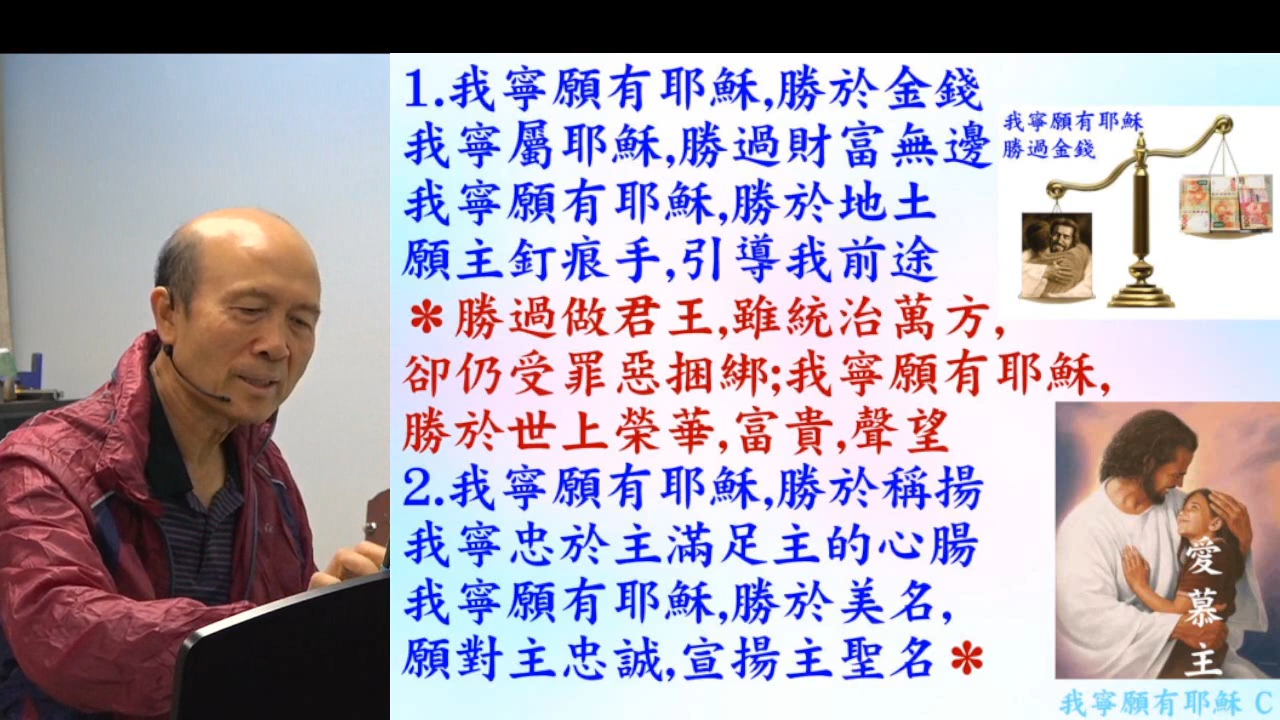 1.我寧願有耶穌,勝於金錢
我寧屬耶穌,勝過財富無邊
我寧願有耶穌,勝於地土
願主釘痕手,引導我前途
*勝過做君王,雖統治萬方,
卻仍受罪惡捆綁;我寧願有耶穌,
勝於世上榮華,富貴,聲望
2.我寧願有耶穌,勝於稱揚
我寧忠於主滿足主的心腸
我寧願有耶穌,勝於美名,
願對主忠誠,宣揚主聖名*
我寧願有耶穌
勝過金錢
愛慕主
我寧願有耶穌 C